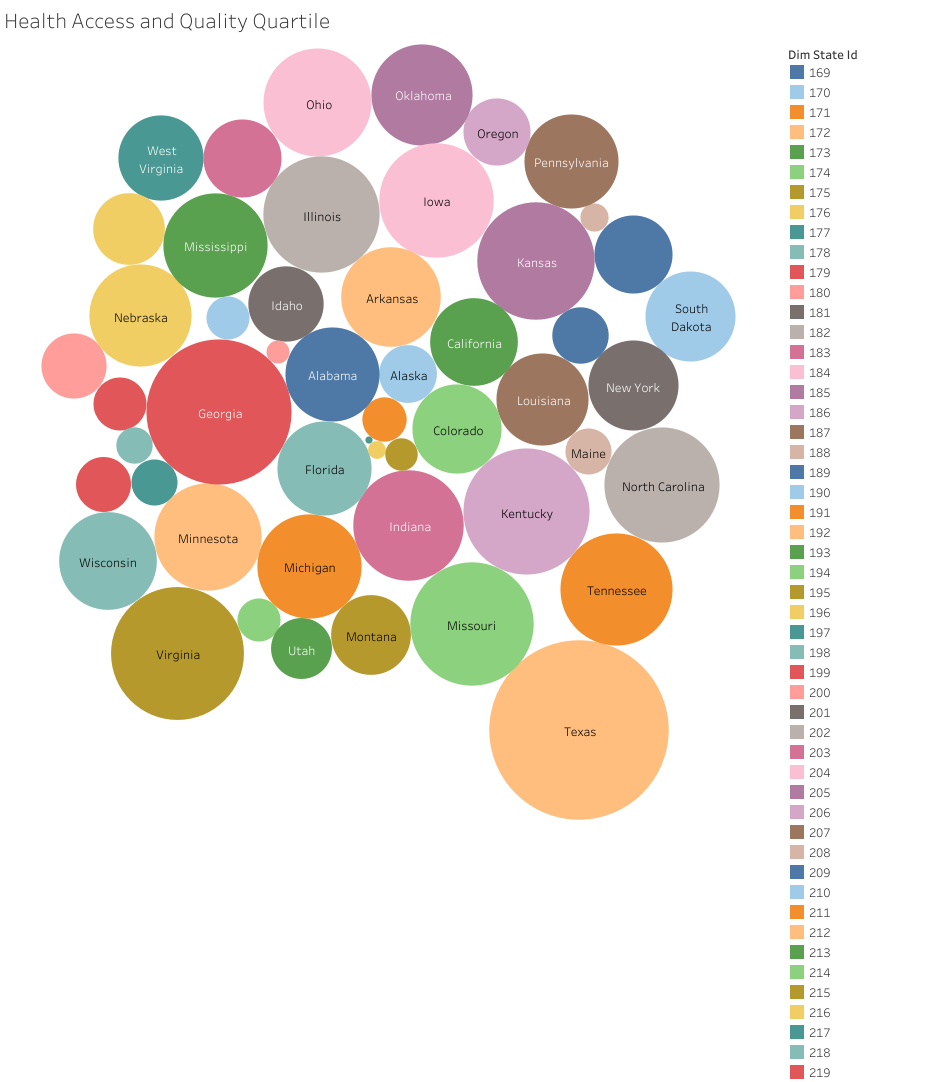 Health Access and Quality Quartile
Ohio
Oklahoma
Oregon
West
Virginia
Pennsylvania
Iowa
Illinois
Mississippi
Kansas
Arkansas
Idaho
South
Dakota
Nebraska
California
Alabama
Alaska
New York
Louisiana
Georgia
Colorado
Maine
Florida
North Carolina
Kentucky
Indiana
Minnesota
Wisconsin
Michigan
Tennessee
Missouri
Montana
Utah
Virginia
Texas
Dim State Id
169
170
171
172
173
174
175
176
177
178
179
180
181
182
183
184
185
186
187
188
189
190
191
192
193
194
195
196
197
198
199
200
201
202
203
204
205
206
207
208
209
210
211
212
213
214
215
216
217
218
219